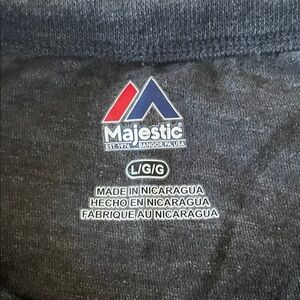 Majestic
EST. 1976 BANGOR, PA, USA
L/G/G
MADE IN NICARAGUA
HECHO EN NICARAGUA
FABRIQUE AU NICARAGUA